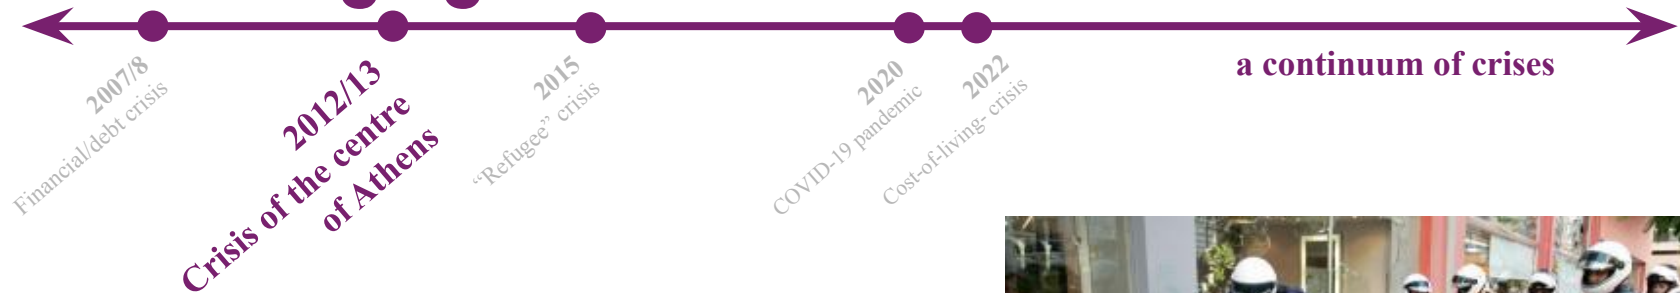 2007/8
Financial/debt crisis
2012/13
Crisis of the centre
of Athens
2015
“Refugee” crisis
2020
COVID-19 pandemic
2022
Cost-of-living- crisis
a continuum of crises